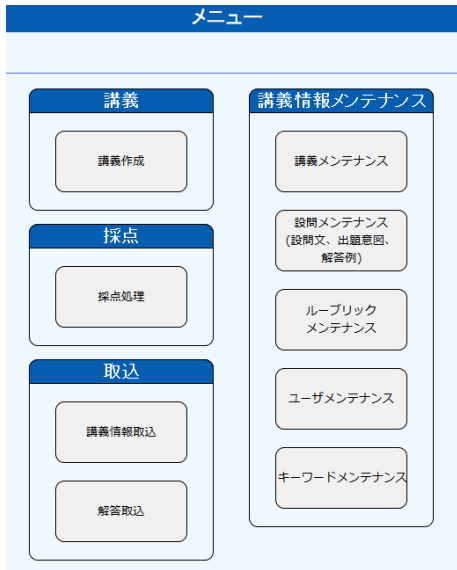 メニュー
講義
講義作成
採点
採点処理
取込
講義情報取込
解答取込
講義情報メンテナンス
講義メンテナンス
設問メンテナンス
(設問文、出題意図、
解答例)
ルーブリック
メンテナンス
ユーザメンテナンス
キーワードメンテナンス